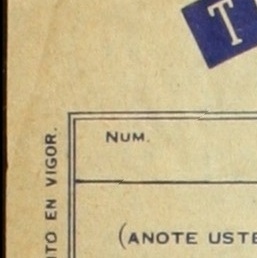 T
NUM.
(ANOTE USTE
TO EN VIGOR.